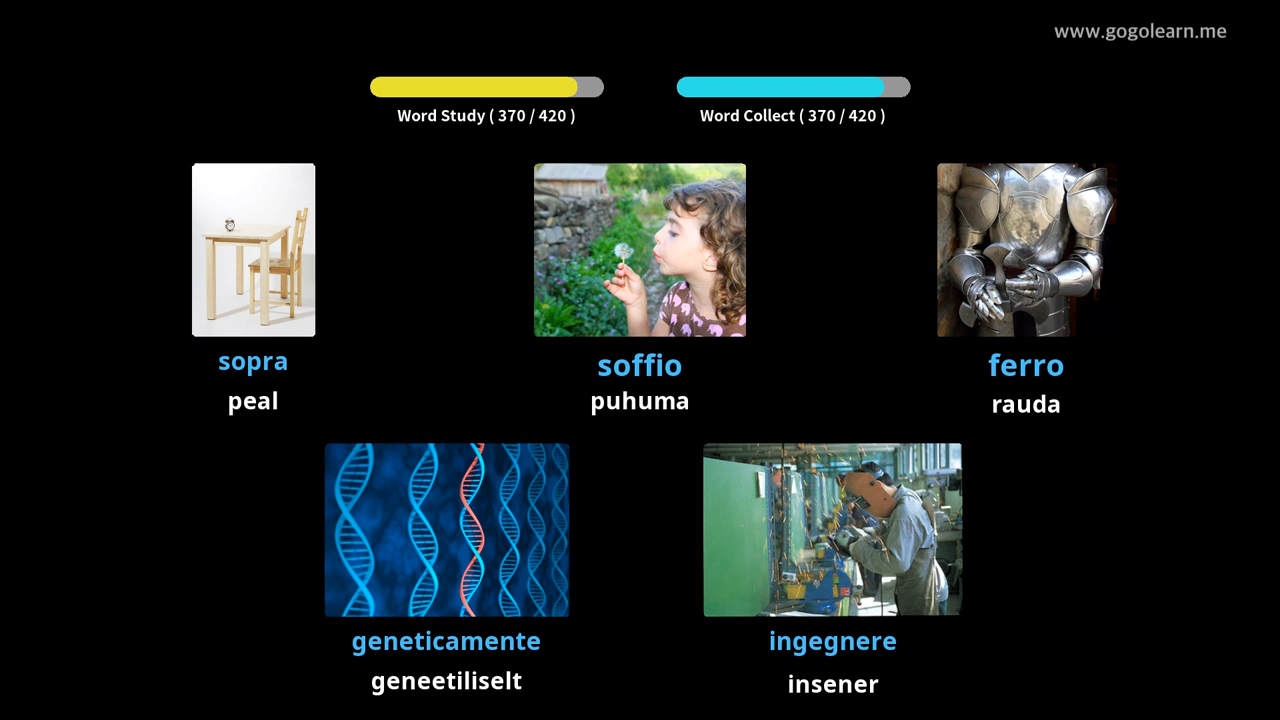 www.gogolearn.me
Word Study ( 370 / 420 )
Word Collect ( 370 / 420 )
sopra
peal
soffio
puhuma
ferro
rauda
geneticamente
geneetiliselt
ingegnere
insener